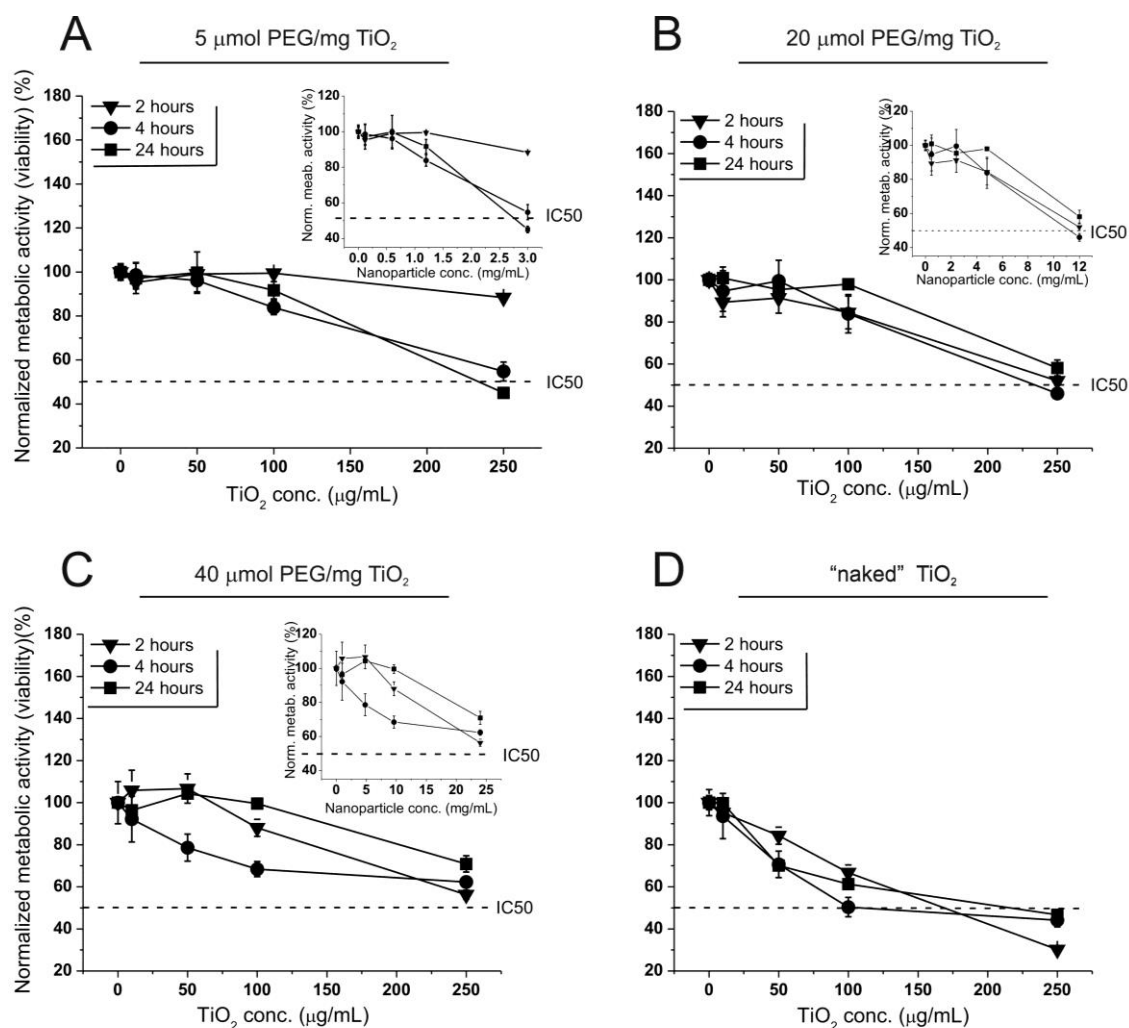 A
5 μmol PEG/mg TiO₂
2 hours
4 hours
24 hours
Normalized metabolic activity (viability) (%)
180
160
140
120
100
80
60
40
20
0
50
100
150
200
250
TiO₂ conc. (μg/mL)
IC50
Norm. meab. activity (%)
120
100
80
60
40
0.0
0.5
1.0
1.5
2.0
2.5
3.0
Nanoparticle conc. (mg/mL)
IC50
B
20 μmol PEG/mg TiO₂
2 hours
4 hours
24 hours
180
160
140
120
100
80
60
40
20
0
50
100
150
200
250
TiO₂ conc. (μg/mL)
IC50
Norm. metab. activity (%)
120
100
80
60
40
0
2
4
6
8
10
12
Nanoparticle conc. (mg/mL)
IC50
C
40 μmol PEG/mg TiO₂
2 hours
4 hours
24 hours
Normalized metabolic activity (viability)(%)
180
160
140
120
100
80
60
40
20
0
50
100
150
200
250
TiO₂ conc. (μg/mL)
IC50
Norm. metab. activity (%)
120
100
80
60
40
0
5
10
15
20
25
Nanoparticle conc. (mg/mL)
IC50
D
“naked” TiO₂
2 hours
4 hours
24 hours
180
160
140
120
100
80
60
40
20
0
50
100
150
200
250
TiO₂ conc. (μg/mL)